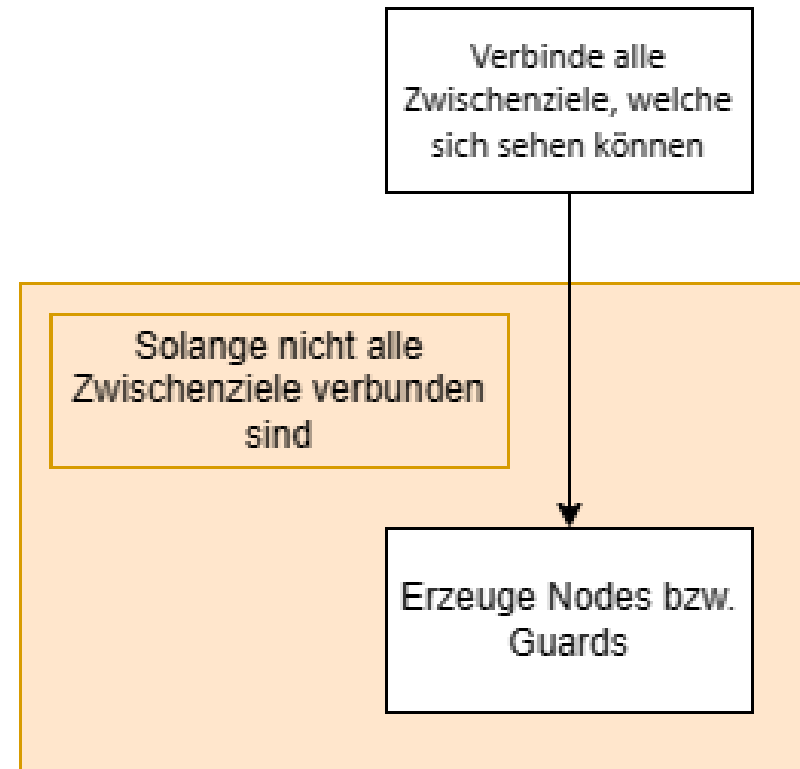 Verbinde alle
Zwischenziele, welche
sich sehen können
Solange nicht alle
Zwischenziele verbunden
sind
Erzeuge Nodes bzw.
Guards